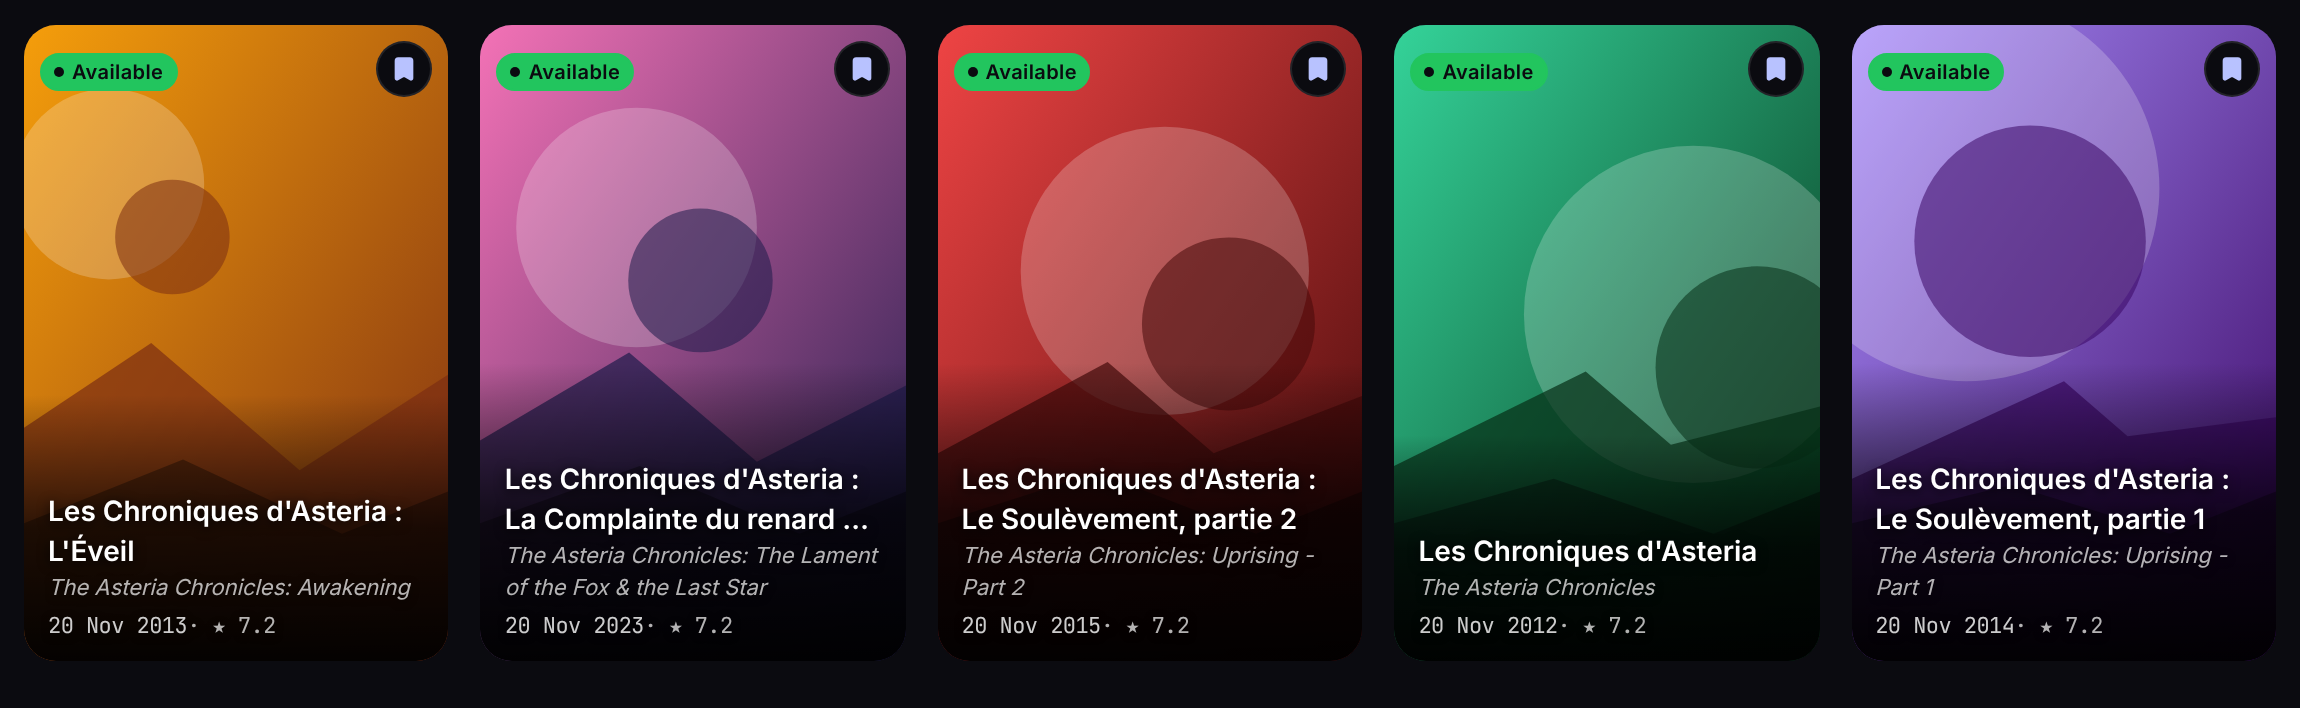 Available
Les Chroniques d'Asteria :
L'Éveil
The Asteria Chronicles: Awakening
20 Nov 2013· ★ 7.2
Available
Les Chroniques d'Asteria :
La Complainte du renard ...
The Asteria Chronicles: The Lament
of the Fox & the Last Star
20 Nov 2023· ★ 7.2
Available
Les Chroniques d'Asteria :
Le Soulèvement, partie 2
The Asteria Chronicles: Uprising -
Part 2
20 Nov 2015· ★ 7.2
Available
Les Chroniques d'Asteria
The Asteria Chronicles
20 Nov 2012· ★ 7.2
Available
Les Chroniques d'Asteria :
Le Soulèvement, partie 1
The Asteria Chronicles: Uprising -
Part 1
20 Nov 2014· ★ 7.2